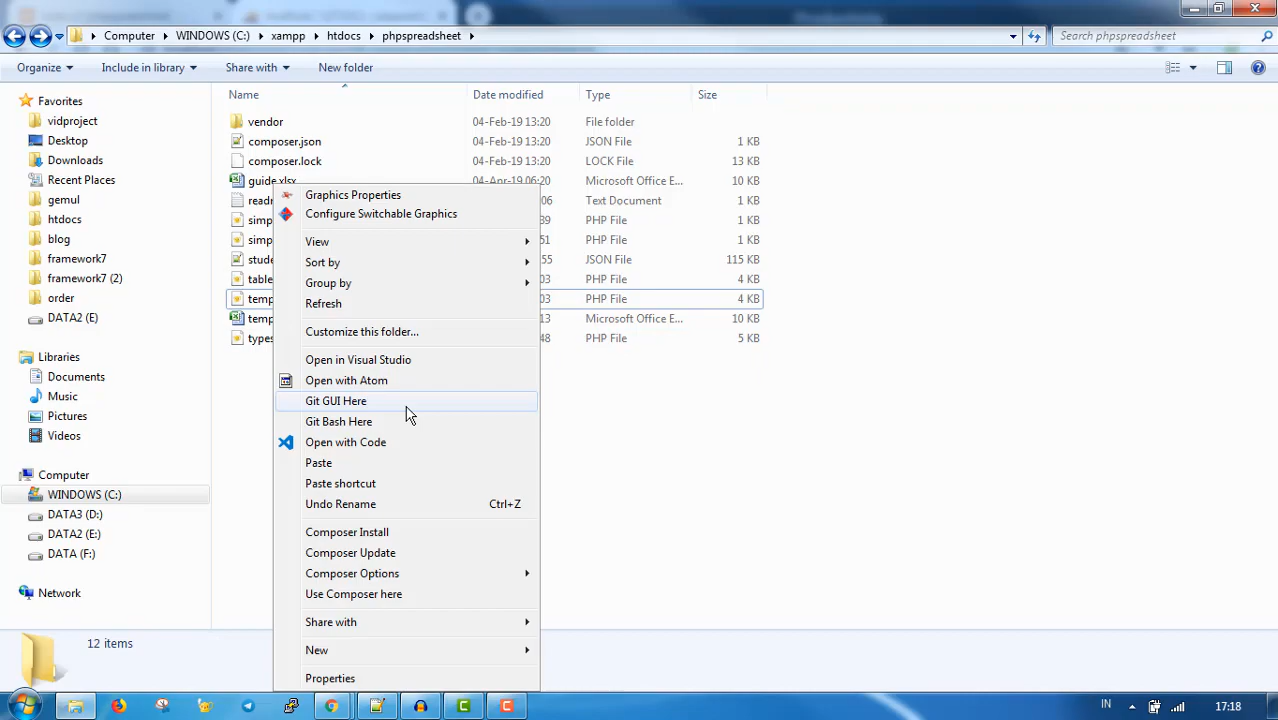 Computer WINDOWS (C:) xampp htdocs phpspreadsheet
Search phpspreadsheet
Organize Include in library Share with New folder
Name Date modified Type Size
Favorites
vidproject
Desktop
Downloads
Recent Places
gemul
htdocs
blog
framework7
framework7 (2)
order
DATA2 (E)
Libraries
Documents
Music
Pictures
Videos
Computer
WINDOWS (C:)
DATA3 (D:)
DATA2 (E:)
DATA (F:)
Network
vendor 04-Feb-19 13:20 File folder
composer.json 04-Feb-19 13:20 JSON File 1 KB
composer.lock 04-Feb-19 13:20 LOCK File 13 KB
guide.xlsx 04-Apr-19 06:20 Microsoft Office E... 10 KB
read 06 Text Document 1 KB
simp 39 PHP File 1 KB
simp 51 PHP File 1 KB
stude 55 JSON File 115 KB
table 03 PHP File 4 KB
temp 03 PHP File 4 KB
temp 13 Microsoft Office E... 10 KB
types 48 PHP File 5 KB
Graphics Properties
Configure Switchable Graphics
View
Sort by
Group by
Refresh
Customize this folder...
Open in Visual Studio
Open with Atom
Git GUI Here
Git Bash Here
Open with Code
Paste
Paste shortcut
Undo Rename Ctrl+Z
Composer Install
Composer Update
Composer Options
Use Composer here
Share with
New
Properties
12 items
IN 17:18